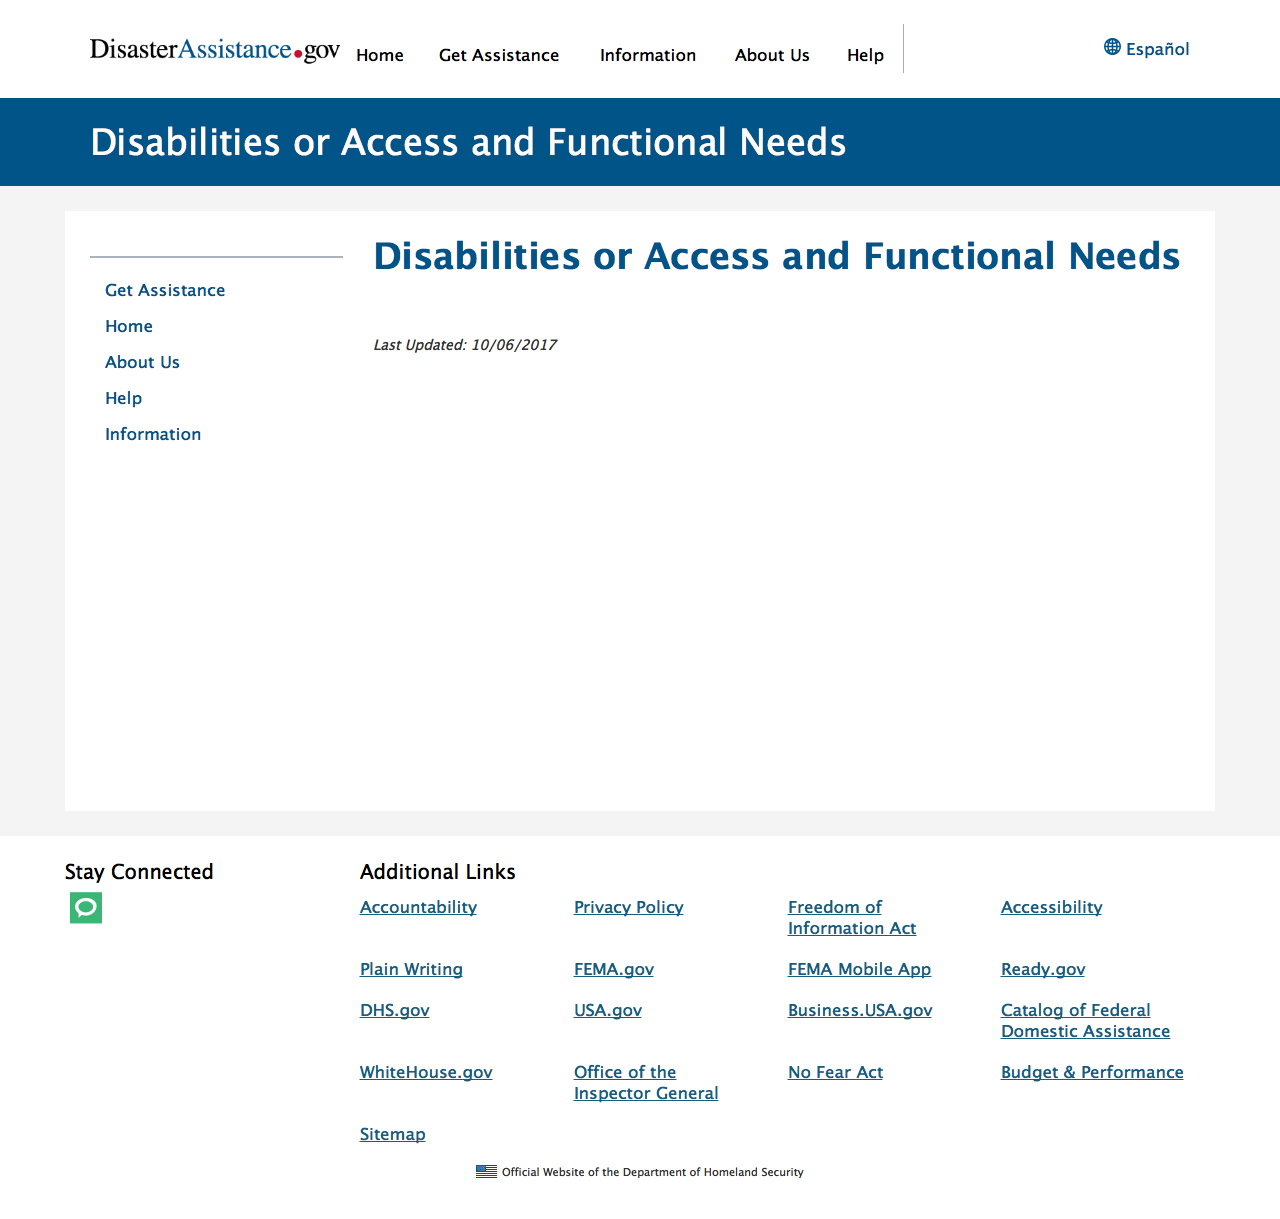 DisasterAssistance.gov
Home Get Assistance Information About Us Help
Español
Disabilities or Access and Functional Needs
Get Assistance
Home
About Us
Help
Information
Disabilities or Access and Functional Needs
Last Updated: 10/06/2017
Stay Connected
Additional Links
Accountability
Privacy Policy
Freedom of
Information Act
Accessibility
Plain Writing
FEMA.gov
FEMA Mobile App
Ready.gov
DHS.gov
USA.gov
Business.USA.gov
Catalog of Federal
Domestic Assistance
WhiteHouse.gov
Office of the
Inspector General
No Fear Act
Budget & Performance
Sitemap
Official Website of the Department of Homeland Security